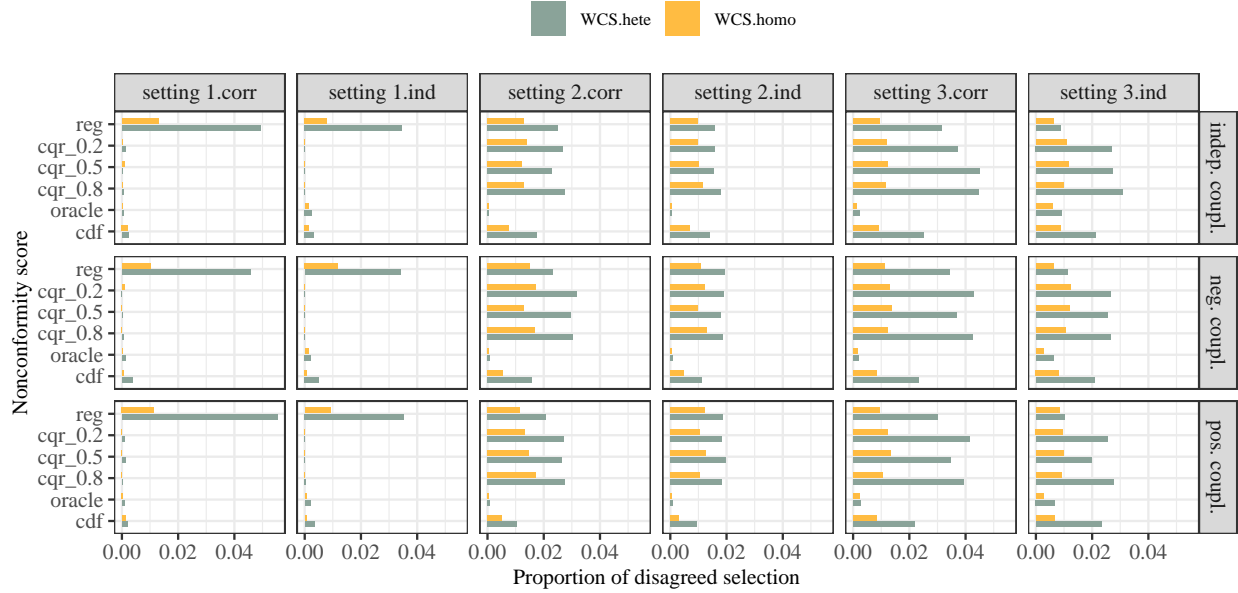 WCS.hete WCS.homo
setting 1.corr setting 1.ind setting 2.corr setting 2.ind setting 3.corr setting 3.ind
Nonconformity score
reg
cqr_0.2
cqr_0.5
cqr_0.8
oracle
cdf
indep. coupl.
reg
cqr_0.2
cqr_0.5
cqr_0.8
oracle
cdf
neg. coupl.
reg
cqr_0.2
cqr_0.5
cqr_0.8
oracle
cdf
pos. coupl.
0.00 0.02 0.04 0.00 0.02 0.04 0.00 0.02 0.04 0.00 0.02 0.04 0.00 0.02 0.04 0.00 0.02 0.04
Proportion of disagreed selection